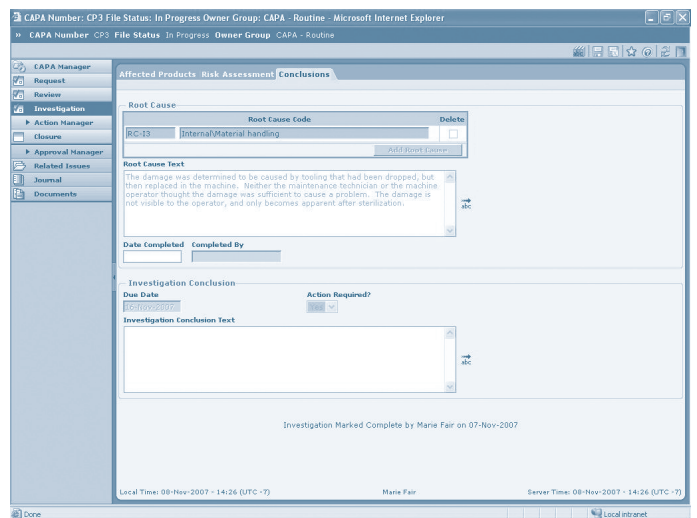 CAPA Number: CP3 File Status: In Progress Owner Group: CAPA - Routine - Microsoft Internet Explorer
» CAPA Number CP3 File Status In Progress Owner Group CAPA - Routine
CAPA Manager
Request
Review
Investigation
Action Manager
Closure
Approval Manager
Related Issues
Journal
Documents
Affected Products Risk Assessment Conclusions
Root Cause
Root Cause Code Delete
RC-I3 Internal\Material handling
Add Root Cause
Root Cause Text
The damage was determined to be caused by tooling that had been dropped, but
then replaced in the machine. Neither the maintenance technician or the machine
operator thought the damage was sufficient to cause a problem. The damage is
not visible to the operator, and only becomes apparent after sterilization.
abc
Date Completed Completed By
Investigation Conclusion
Due Date Action Required?
16-Nov-2007 Yes
Investigation Conclusion Text
abc
Investigation Marked Complete by Marie Fair on 07-Nov-2007
Local Time: 08-Nov-2007 - 14:26 (UTC -7) Marie Fair Server Time: 08-Nov-2007 - 14:26 (UTC -7)
Done Local intranet